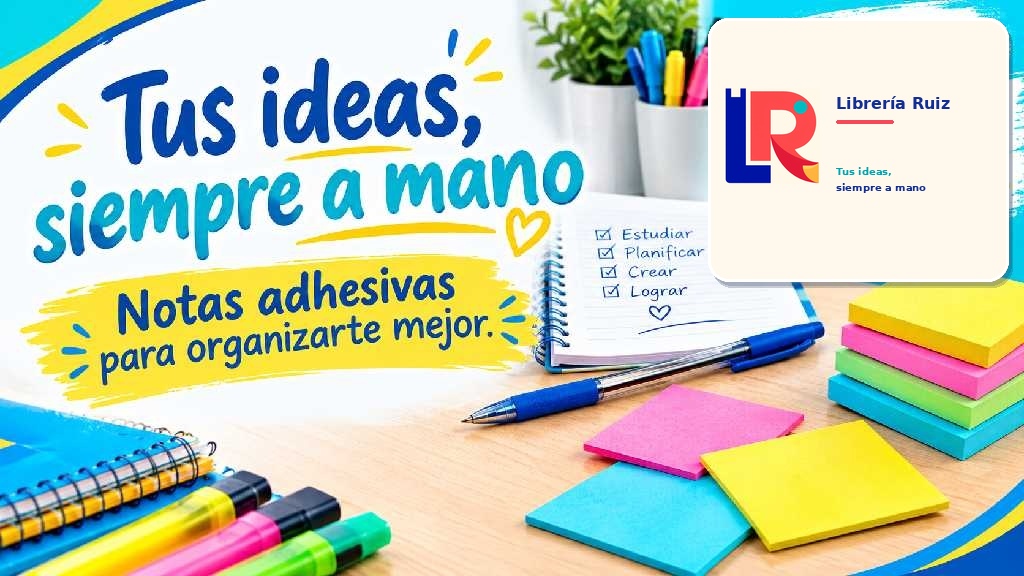 Tus ideas,
siempre a mano
Notas adhesivas
para organizarte mejor.
Estudiar
Planificar
Crear
Lograr
LR
Librería Ruiz
Tus ideas,
siempre a mano